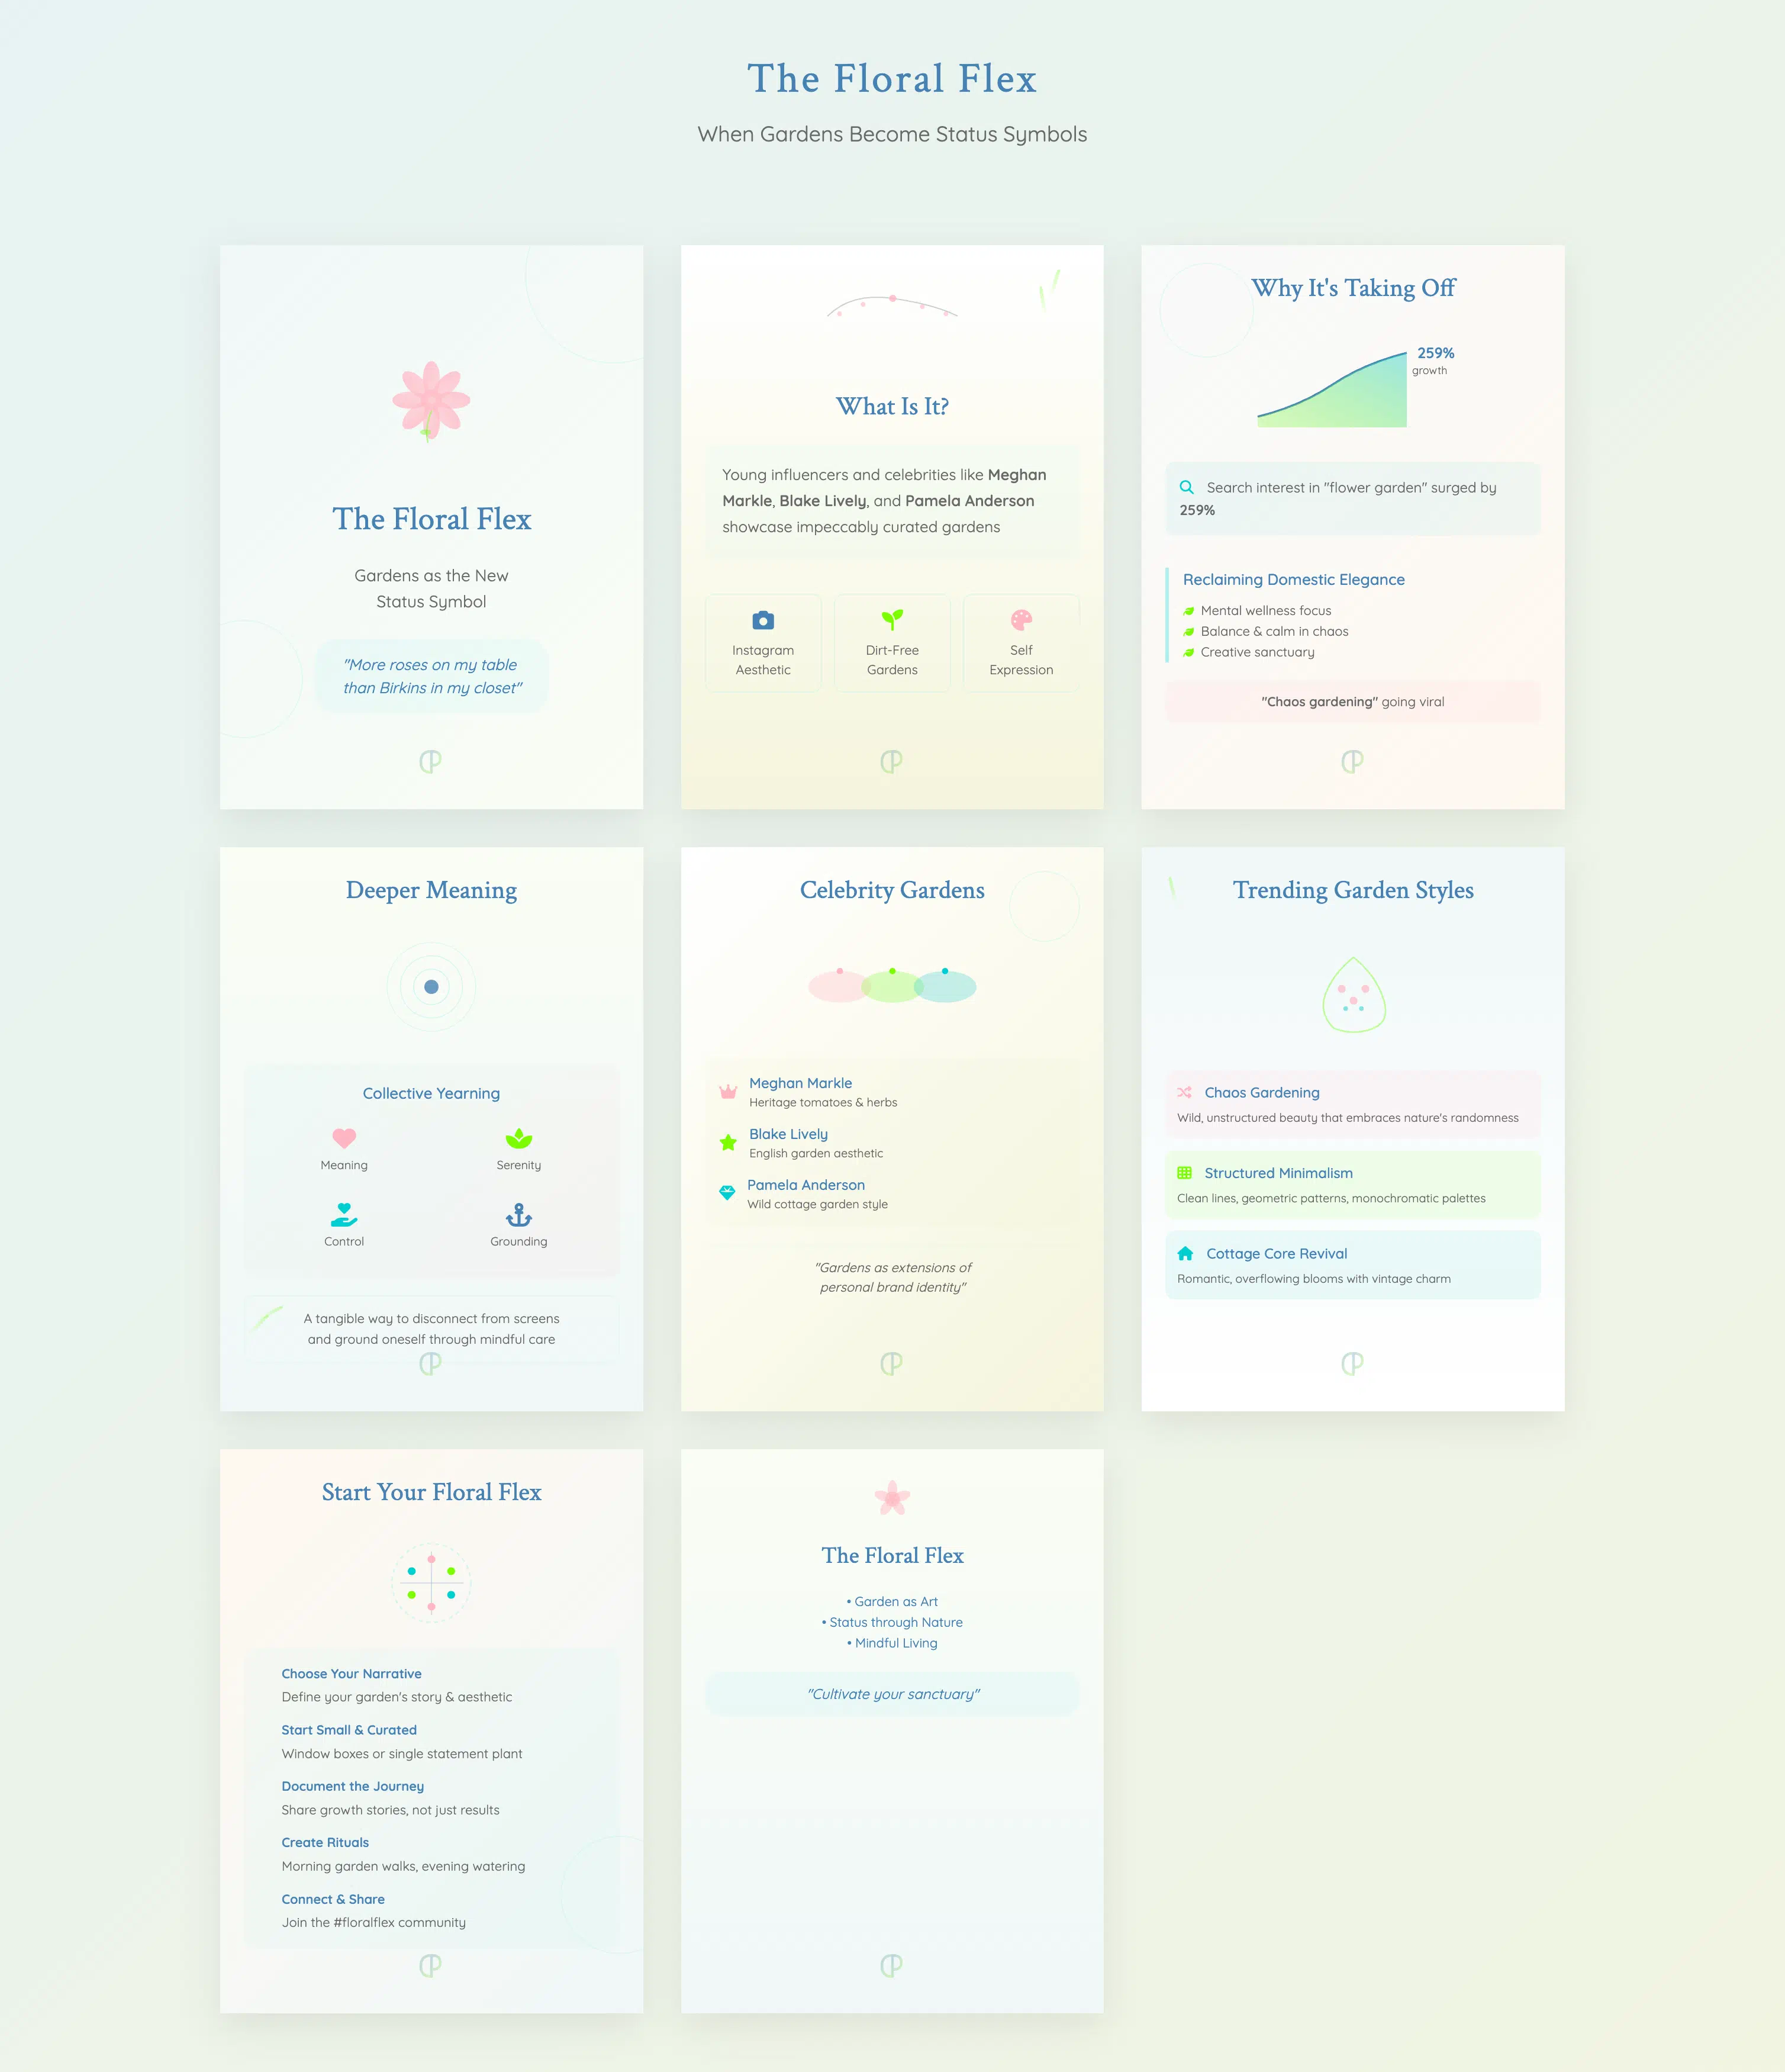 The Floral Flex
When Gardens Become Status Symbols
The Floral Flex
Gardens as the New
Status Symbol
"More roses on my table
than Birkins in my closet"
What Is It?
Young influencers and celebrities like Meghan
Markle, Blake Lively, and Pamela Anderson
showcase impeccably curated gardens
Instagram
Aesthetic
Dirt-Free
Gardens
Self
Expression
Why It's Taking Off
259%
growth
Search interest in "flower garden" surged by
259%
Reclaiming Domestic Elegance
Mental wellness focus
Balance & calm in chaos
Creative sanctuary
"Chaos gardening" going viral
Deeper Meaning
Collective Yearning
Meaning
Serenity
Control
Grounding
A tangible way to disconnect from screens
and ground oneself through mindful care
Celebrity Gardens
Meghan Markle
Heritage tomatoes & herbs
Blake Lively
English garden aesthetic
Pamela Anderson
Wild cottage garden style
"Gardens as extensions of
personal brand identity"
Trending Garden Styles
Chaos Gardening
Wild, unstructured beauty that embraces nature's randomness
Structured Minimalism
Clean lines, geometric patterns, monochromatic palettes
Cottage Core Revival
Romantic, overflowing blooms with vintage charm
Start Your Floral Flex
Choose Your Narrative
Define your garden's story & aesthetic
Start Small & Curated
Window boxes or single statement plant
Document the Journey
Share growth stories, not just results
Create Rituals
Morning garden walks, evening watering
Connect & Share
Join the #floralflex community
The Floral Flex
• Garden as Art
• Status through Nature
• Mindful Living
"Cultivate your sanctuary"